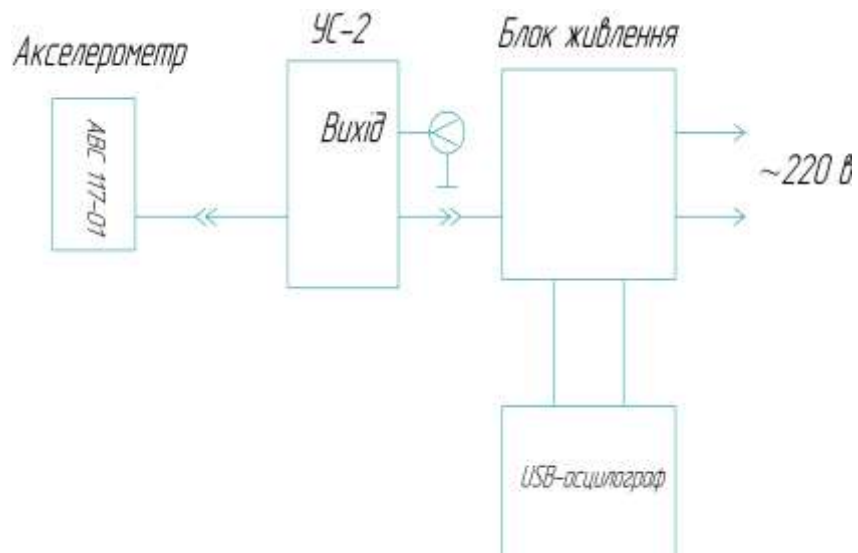 Акселерометр
УС-2
Блок живлення
АВС 117-01
Вихід
~220 в
USB-осцилограф